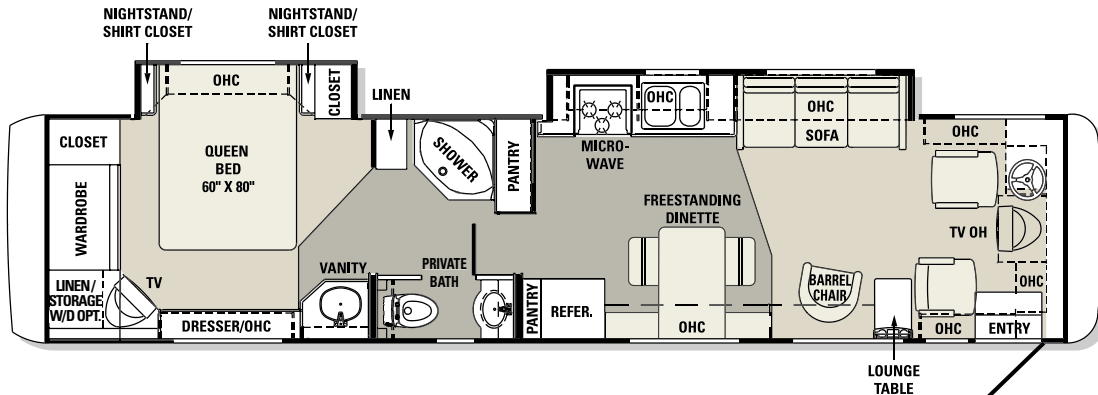 NIGHTSTAND/
SHIRT CLOSET
NIGHTSTAND/
SHIRT CLOSET
OHC
CLOSET
LINEN
CLOSET
QUEEN
BED
60" X 80"
WARDROBE
LINEN/
STORAGE
W/D OPT.
TV
DRESSER/OHC
VANITY
SHOWER
PANTRY
PRIVATE
BATH
OHC
MICRO-
WAVE
OHC
SOFA
OHC
FREESTANDING
DINETTE
TV OH
PANTRY
REFER.
OHC
BARREL
CHAIR
OHC
OHC
ENTRY
LOUNGE
TABLE